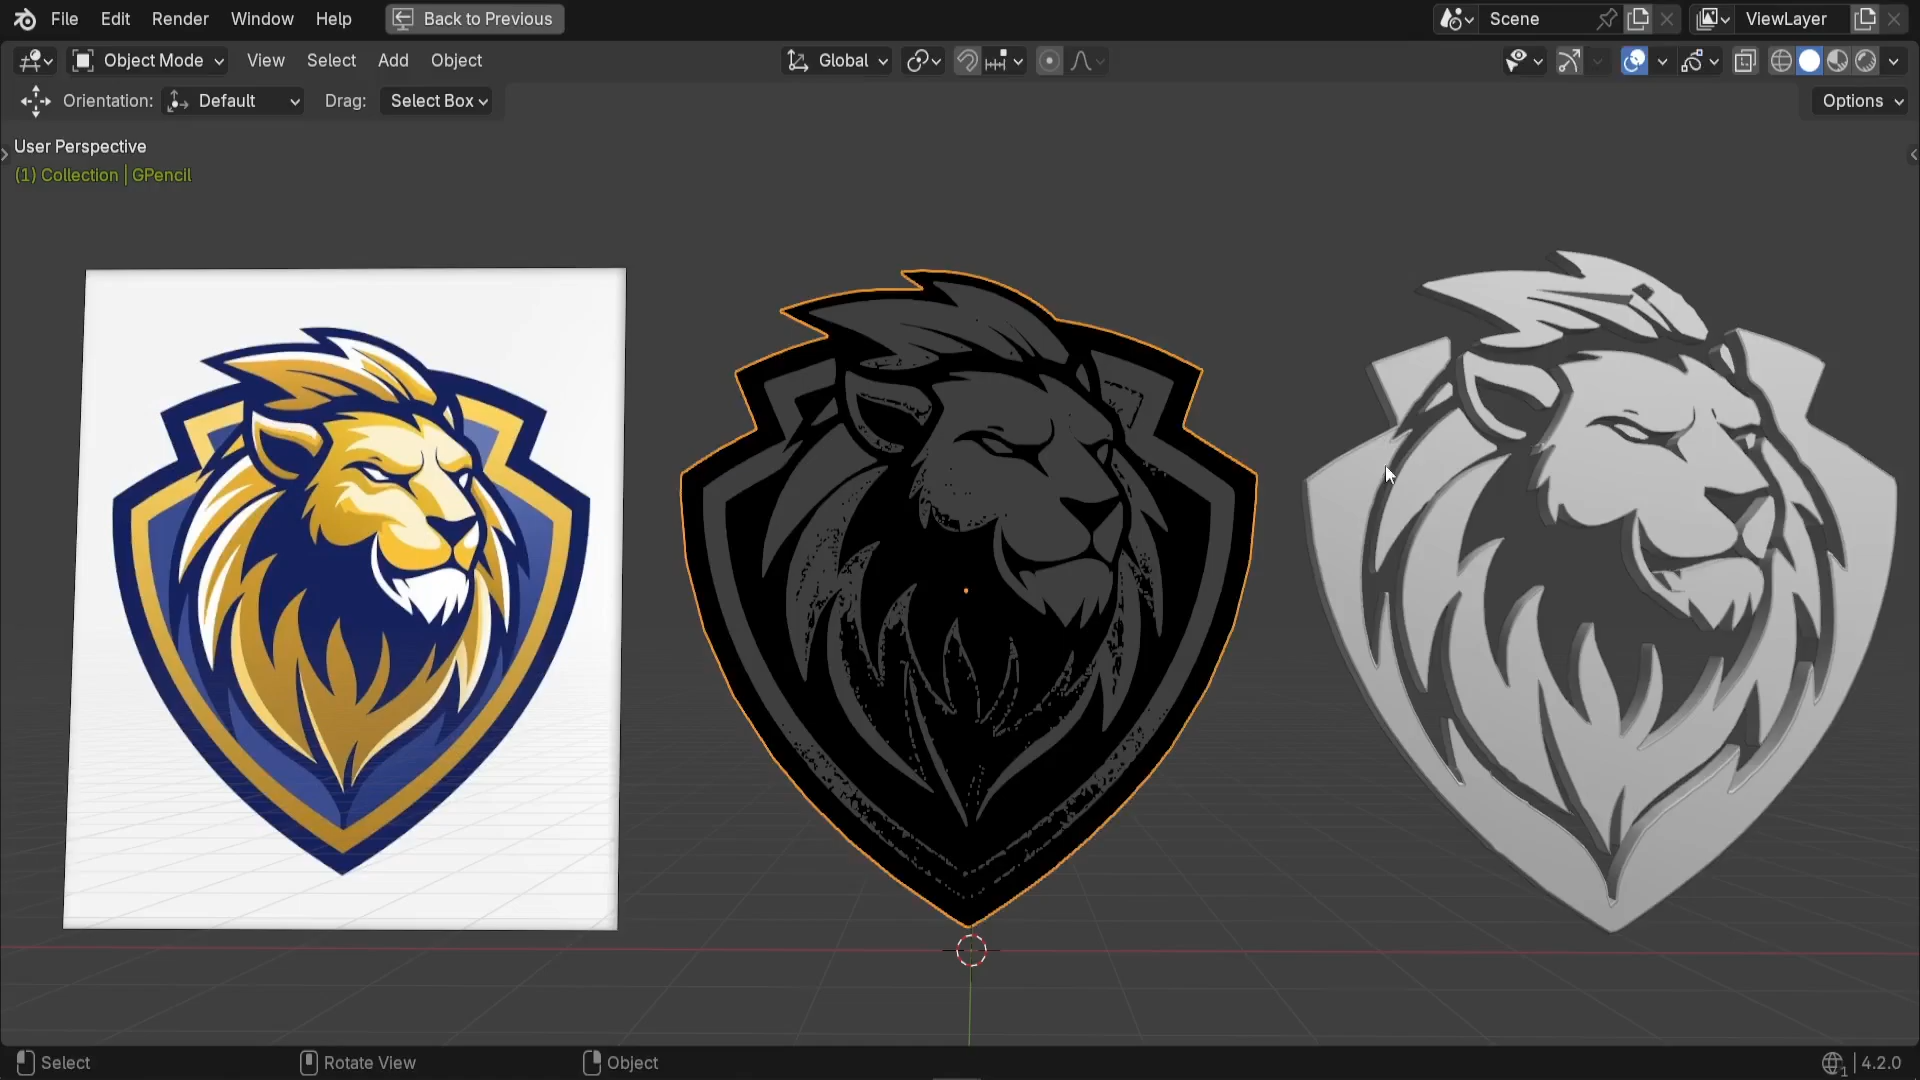 File Edit Render Window Help Back to Previous Scene ViewLayer
Object Mode View Select Add Object Global
Orientation: Default Drag: Select Box Options
User Perspective
(1) Collection | GPencil
Select Rotate View Object 1 | 4.2.0